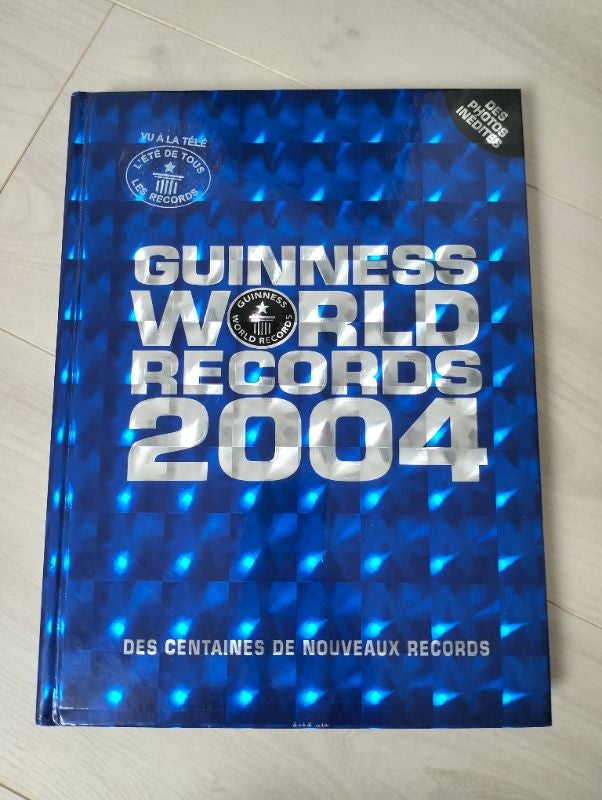 DES
PHOTOS
INÉDITES
VU À LA TÉLÉ
L'ÉTÉ DE TOUS
LES RECORDS
GUINNESS
WORLD
GUINNESS
WORLD RECORDS
RECORDS
2004
DES CENTAINES DE NOUVEAUX RECORDS